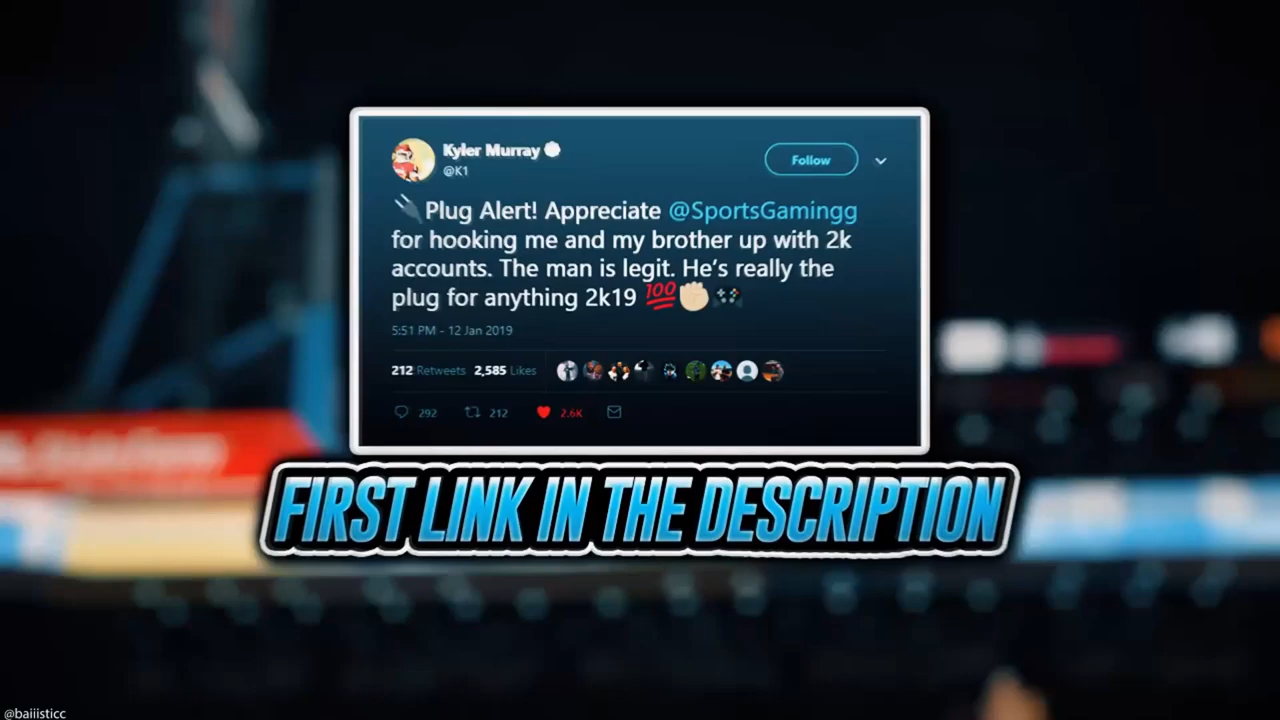 Kyler Murray
@K1
Follow
Plug Alert! Appreciate @SportsGamingg
for hooking me and my brother up with 2k
accounts. The man is legit. He's really the
plug for anything 2k19 💯✊🏼🎮
5:51 PM - 12 Jan 2019
212 Retweets 2,585 Likes
292 212 2.6K
FIRST LINK IN THE DESCRIPTION
@baiiisticc